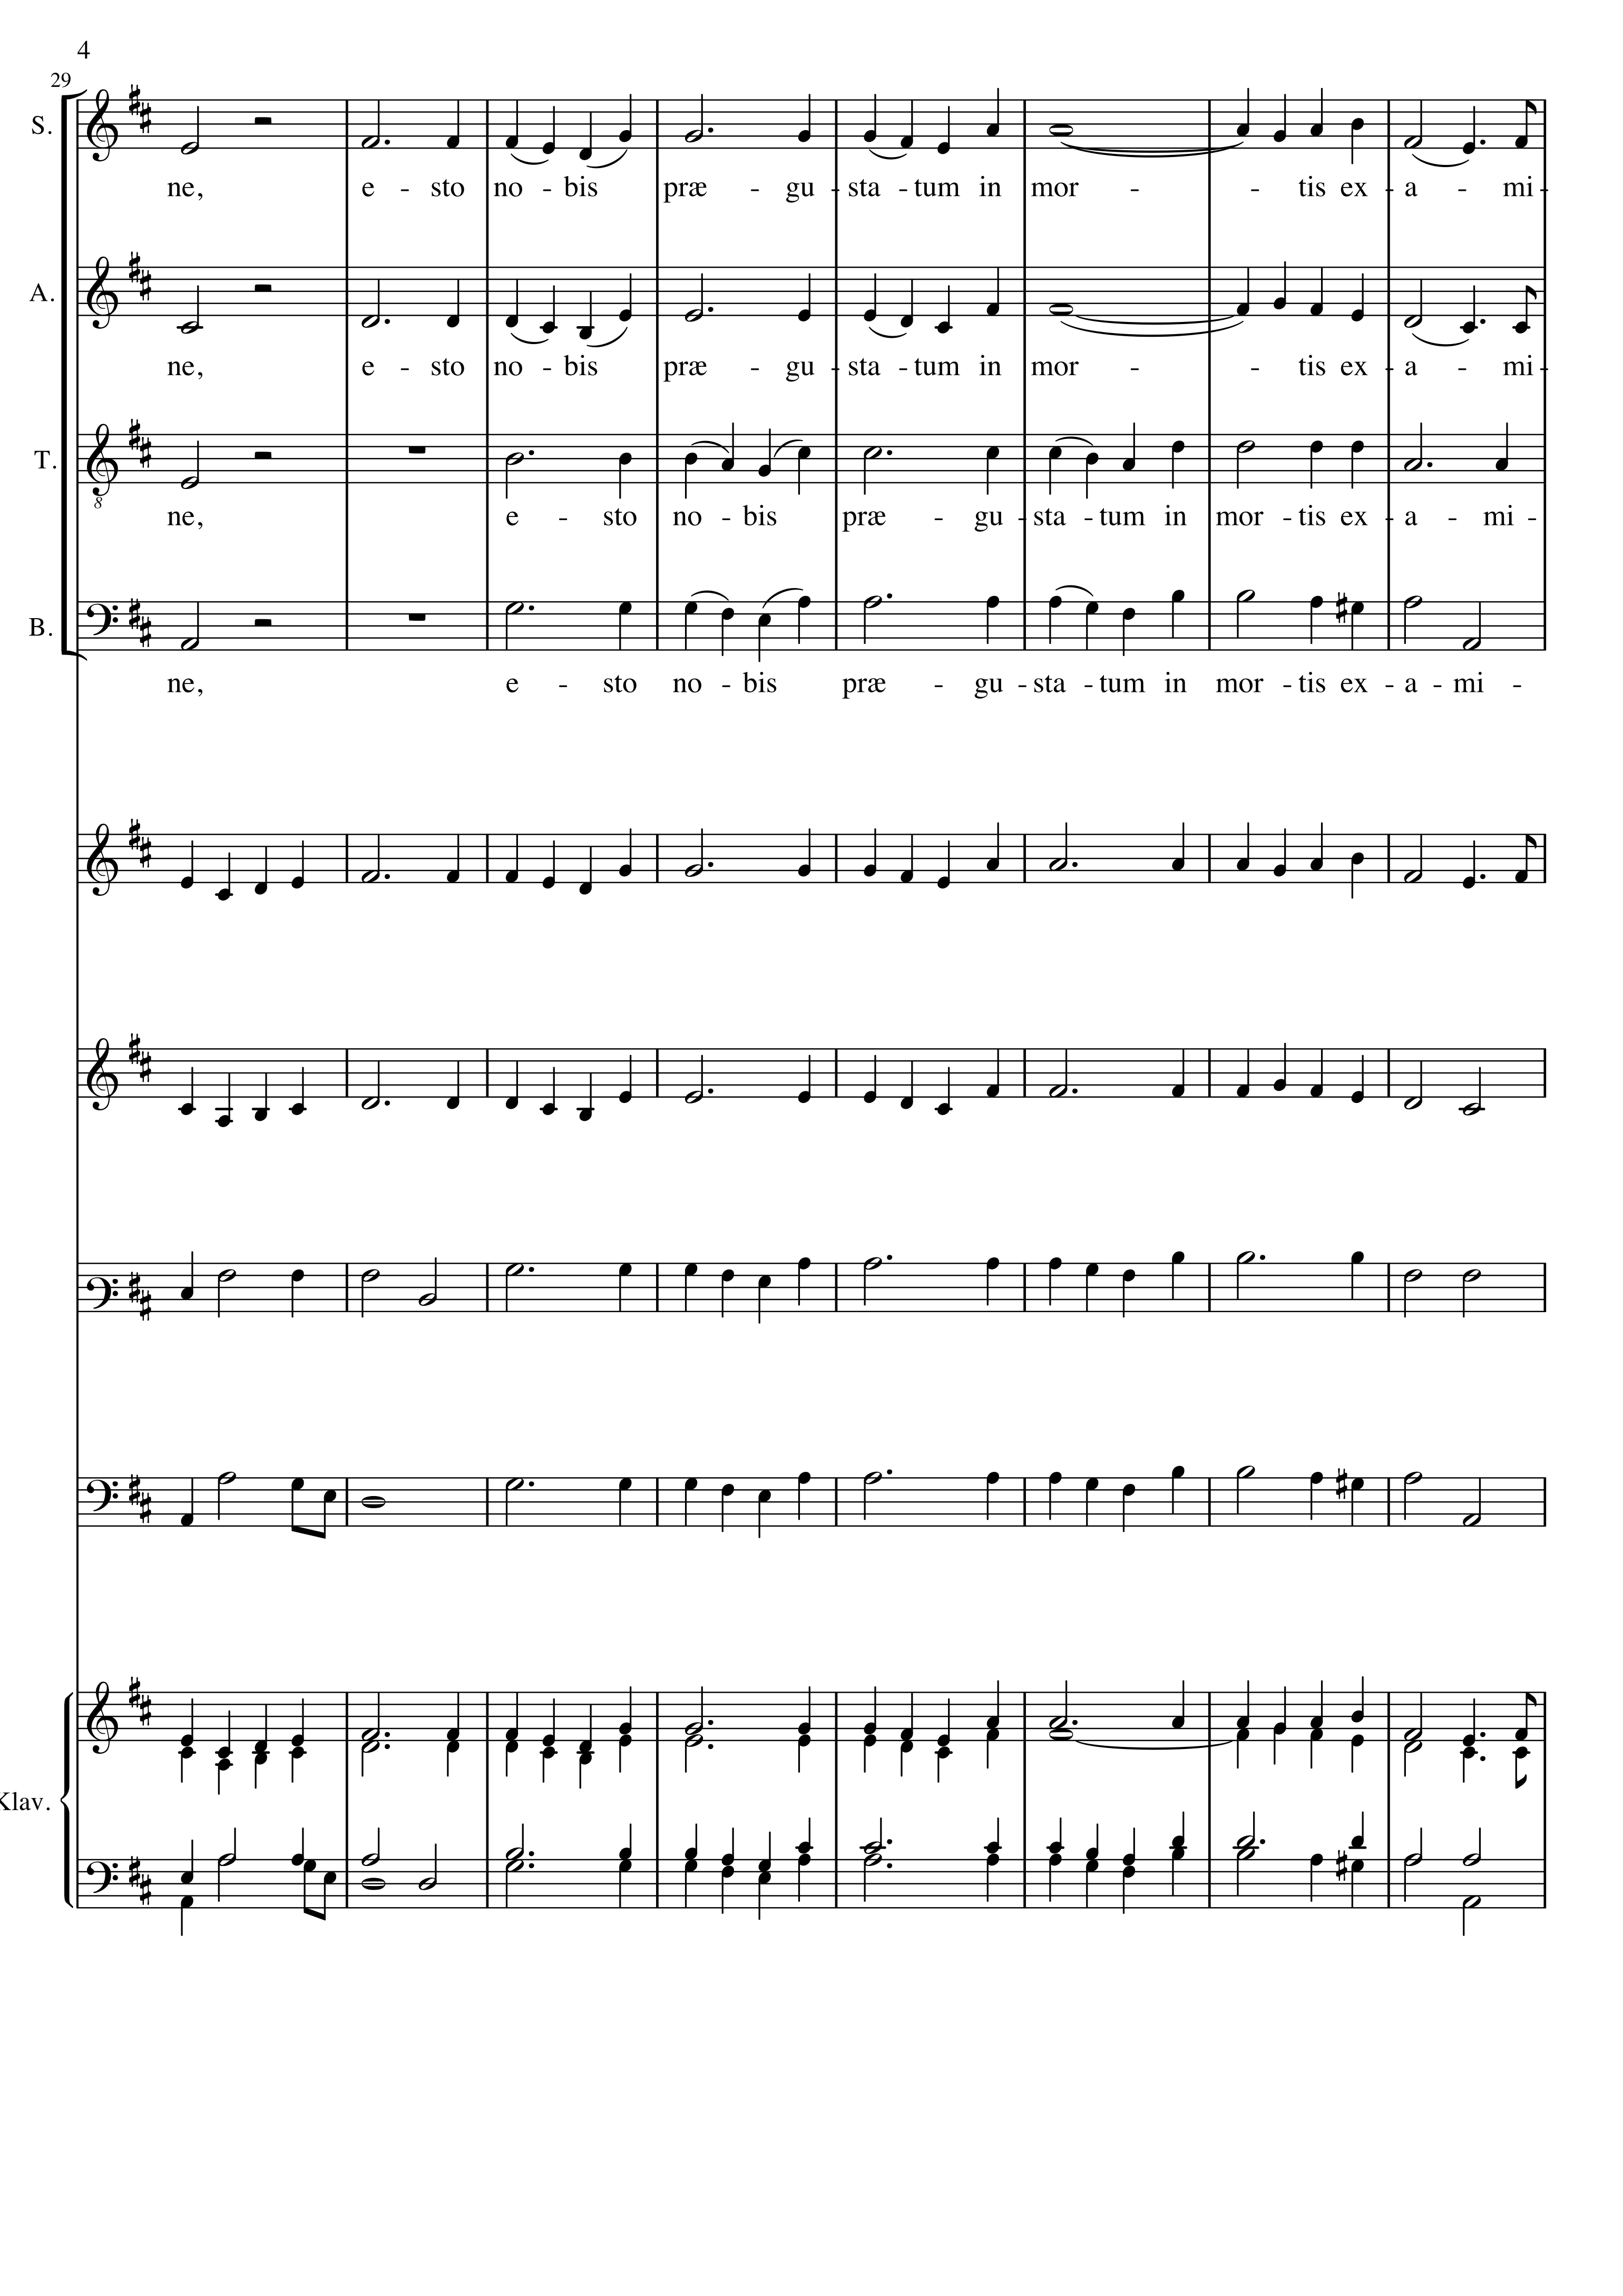 4
29
S.
ne, e - sto no - bis præ - gu - sta - tum in mor - - tis ex - a - mi -
A.
ne, e - sto no - bis præ - gu - sta - tum in mor - - tis ex - a - mi -
T.
8
ne, e - sto no - bis præ - gu - sta - tum in mor - tis ex - a - mi -
B.
ne, e - sto no - bis præ - gu - sta - tum in mor - tis ex - a - mi -
Klav.